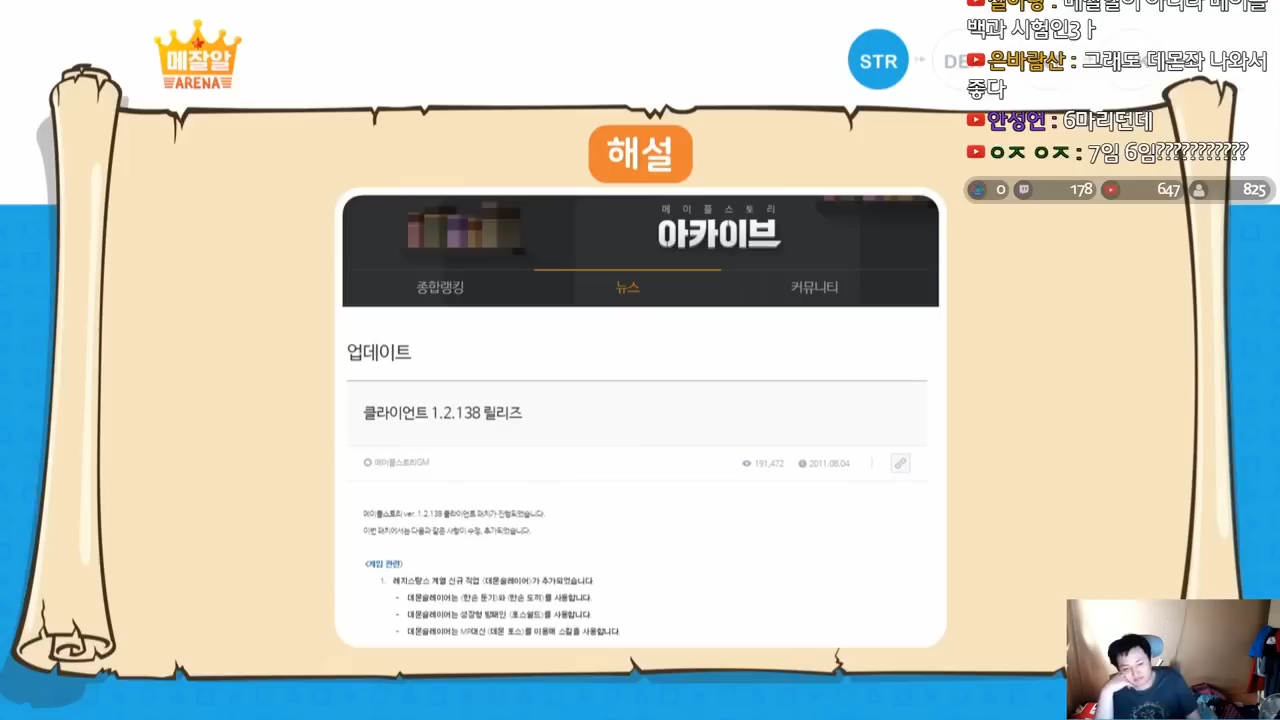 메잘알
ARENA
STR
백과 시험인3ㅏ
은바람산 : 그래도 데몬좌 나와서
좋다
안성언 : 6마리던데
ㅇㅈ ㅇㅈ : 7임 6임???????????
0 178 647 825
해설
메이플스토리
아카이브
종합랭킹 뉴스 커뮤니티
업데이트
클라이언트 1.2.138 릴리즈
메이플스토리GM 191,472 2011.08.04
메이플스토리 ver. 1.2.138 클라이언트 패치가 진행되었습니다.
이번 패치에서는 다음과 같은 사항이 수정, 추가되었습니다.
<게임 관련>
1. 레지스탕스 계열 신규 직업 <데몬슬레이어>가 추가되었습니다.
- 데몬슬레이어는 <한손 둔기>와 <한손 도끼>를 사용합니다.
- 데몬슬레이어는 성장형 방패인 <포스실드>를 사용합니다.
- 데몬슬레이어는 MP대신 <데몬 포스>를 이용해 스킬을 사용합니다.